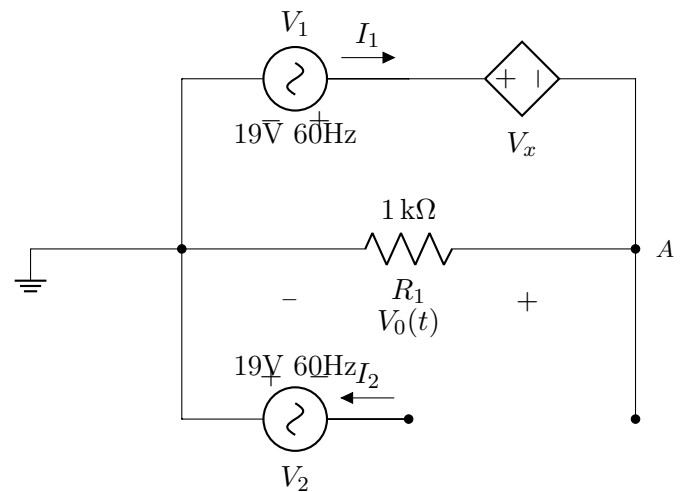 V₁
I₁
− +
19V 60Hz
+ −
Vₓ
1 kΩ
A
R₁
− +
V₀(t)
19V 60Hz
+ −
I₂
V₂